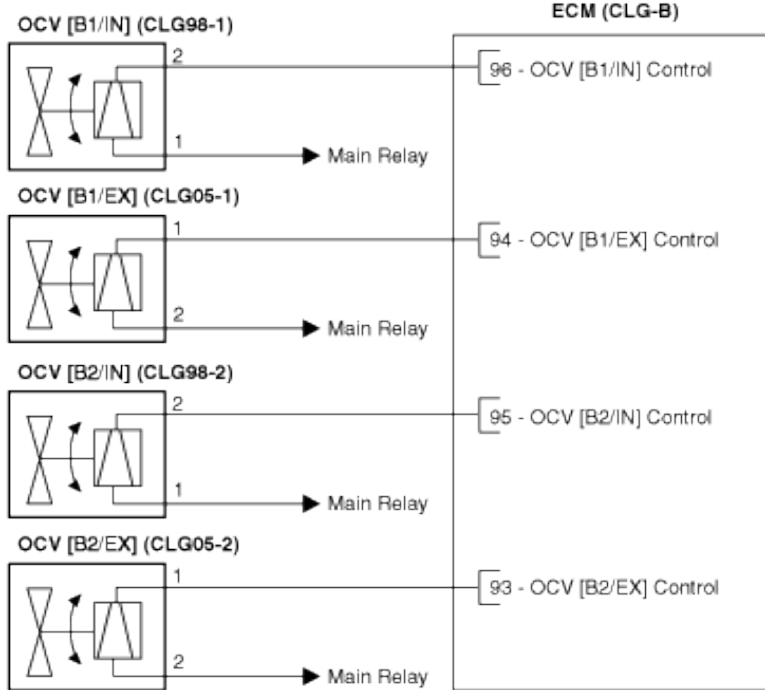 ECM (CLG-B)
OCV [B1/IN] (CLG98-1)
2
96 - OCV [B1/IN] Control
1
Main Relay
OCV [B1/EX] (CLG05-1)
1
94 - OCV [B1/EX] Control
2
Main Relay
OCV [B2/IN] (CLG98-2)
2
95 - OCV [B2/IN] Control
1
Main Relay
OCV [B2/EX] (CLG05-2)
1
93 - OCV [B2/EX] Control
2
Main Relay